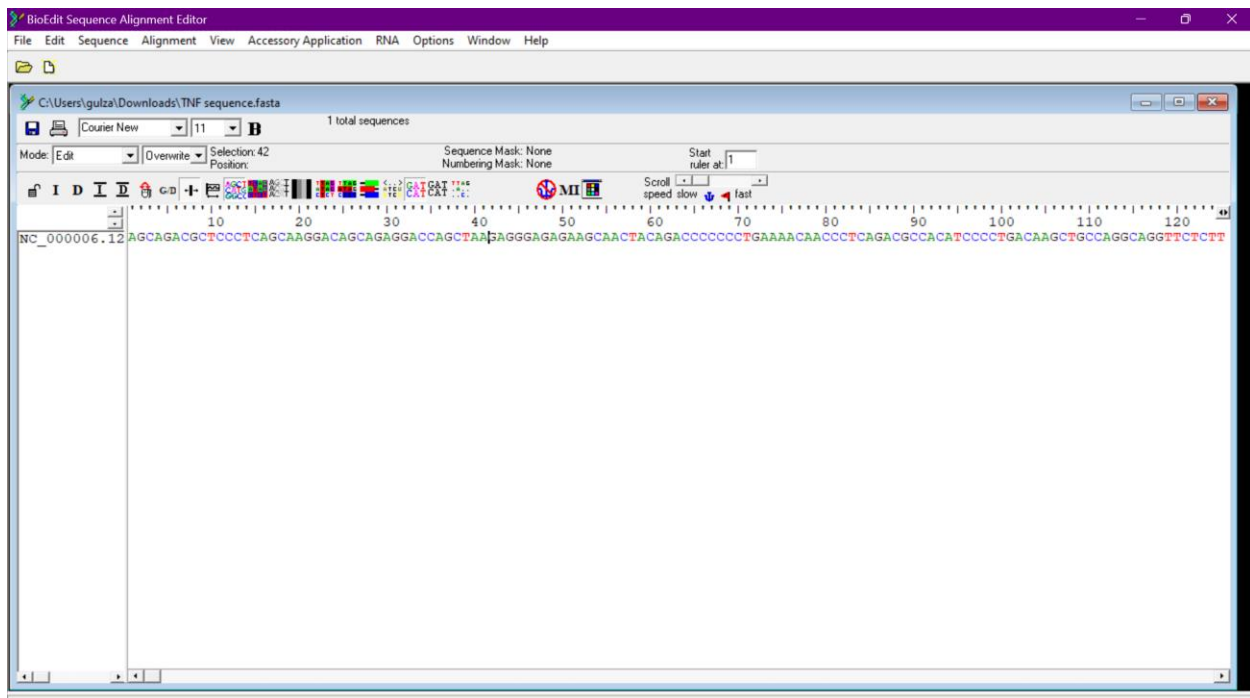 BioEdit Sequence Alignment Editor
File Edit Sequence Alignment View Accessory Application RNA Options Window Help
C:\Users\gulza\Downloads\TNF sequence.fasta
Courier New 11 B 1 total sequences
Mode: Edit Overwrite Selection: 42 Position: Sequence Mask: None Numbering Mask: None Start ruler at: 1
I D I D G/D MI Scroll speed slow fast
10 20 30 40 50 60 70 80 90 100 110 120
NC_000006.12 AGCAGACGCTCCCTCAGCAAGGACAGCAGAGGACCAGCTAAGAGGGAGAGAAGCAACTACAGACCCCCCCTGAAAACAACCCTCAGACGCCACATCCCCTGACAAGCTGCCAGGCAGGTTCTCTT